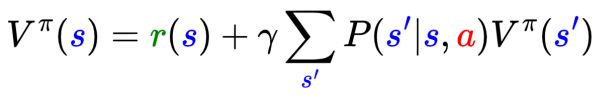 V^π(s) = r(s) + γ ∑_{s'} P(s'|s, a)V^π(s')